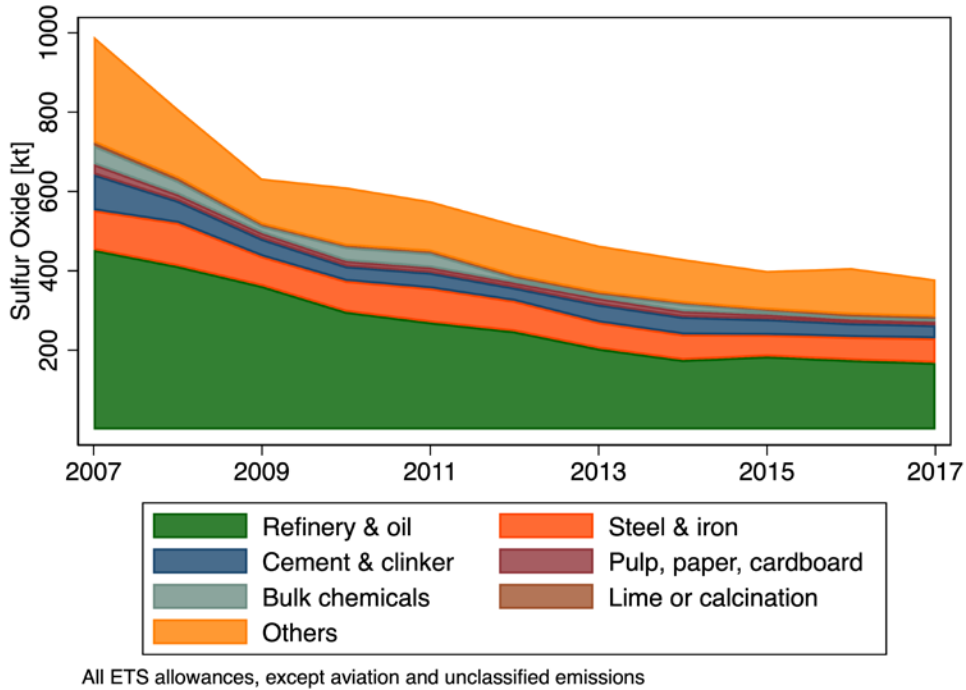 1000
800
600
400
200
Sulfur Oxide [kt]
2007 2009 2011 2013 2015 2017
Refinery & oil Steel & iron
Cement & clinker Pulp, paper, cardboard
Bulk chemicals Lime or calcination
Others
All ETS allowances, except aviation and unclassified emissions